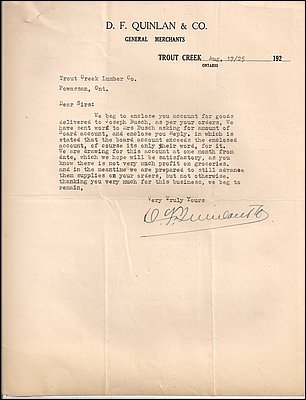 D. F. QUINLAN & CO.
GENERAL MERCHANTS
TROUT CREEK Aug, 17/25 192
ONTARIO
Trout Creek Lumber Co.
Powassan, Ont.
Dear Sirs:
We beg to enclose you account for goods
delivered to Joseph Busch, as per your orders, We
have sent word to Mrs Busch asking for amount of
Board account, and enclose you Reply, in which is
stated that the board account exceeds the enclosed
account, of course its only their word, for it.
We are drawing for this account at one month from
date, which we hope will be satisfactory, as you
know there is not very much profit on groceries,
and in the meantime we are prepared to still advance
them supplies on your orders, but not otherwise.
thanking you very much for this business, we beg to
remain,
Very Truly Yours
D. F. Quinlan & Co